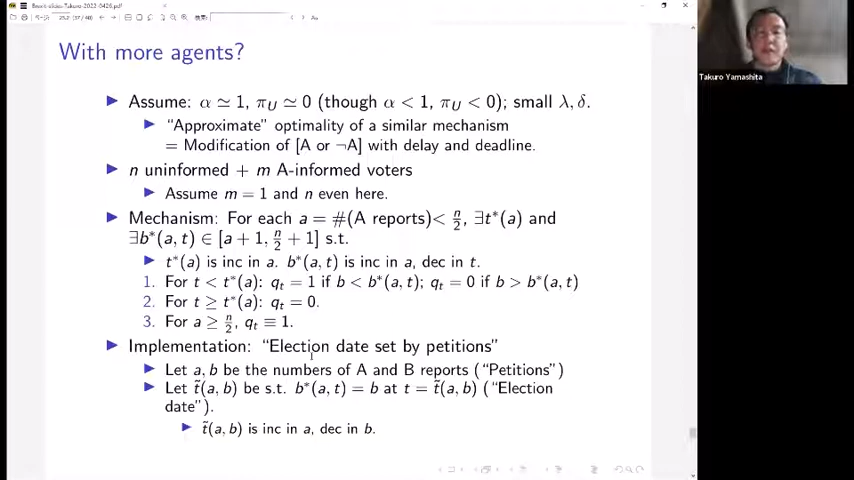 With more agents?
▶ Assume: α ≃ 1, π_U ≃ 0 (though α < 1, π_U < 0); small λ, δ.
▶ "Approximate" optimality of a similar mechanism
= Modification of [A or ¬A] with delay and deadline.
▶ n uninformed + m A-informed voters
▶ Assume m = 1 and n even here.
▶ Mechanism: For each a = #(A reports)< n/2, ∃t*(a) and
∃b*(a, t) ∈ [a + 1, n/2 + 1] s.t.
▶ t*(a) is inc in a. b*(a, t) is inc in a, dec in t.
1. For t < t*(a): q_t = 1 if b < b*(a, t); q_t = 0 if b > b*(a, t)
2. For t ≥ t*(a): q_t = 0.
3. For a ≥ n/2, q_t ≡ 1.
▶ Implementation: "Election date set by petitions"
▶ Let a, b be the numbers of A and B reports ("Petitions")
▶ Let t̃(a, b) be s.t. b*(a, t) = b at t = t̃(a, b) ("Election
date").
▶ t̃(a, b) is inc in a, dec in b.
Takuro Yamashita